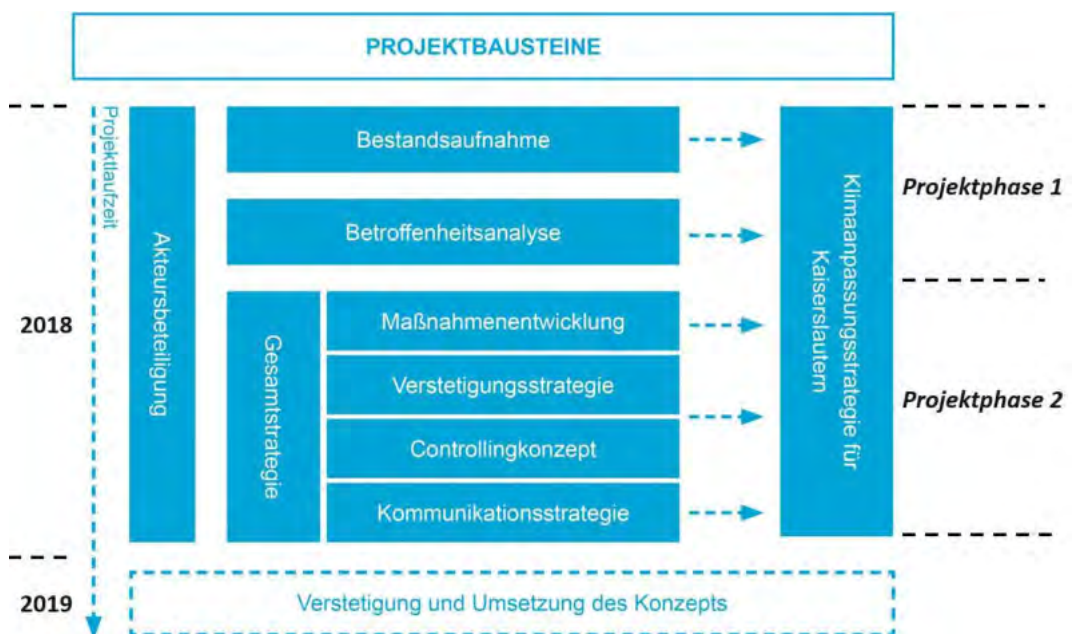 PROJEKTBAUSTEINE
Projektlaufzeit
2018
2019
Akteursbeteiligung
Bestandsaufnahme
Betroffenheitsanalyse
Gesamtstrategie
Maßnahmenentwicklung
Verstetigungsstrategie
Controllingkonzept
Kommunikationsstrategie
Klimaanpassungsstrategie für
Kaiserslautern
Projektphase 1
Projektphase 2
Verstetigung und Umsetzung des Konzepts